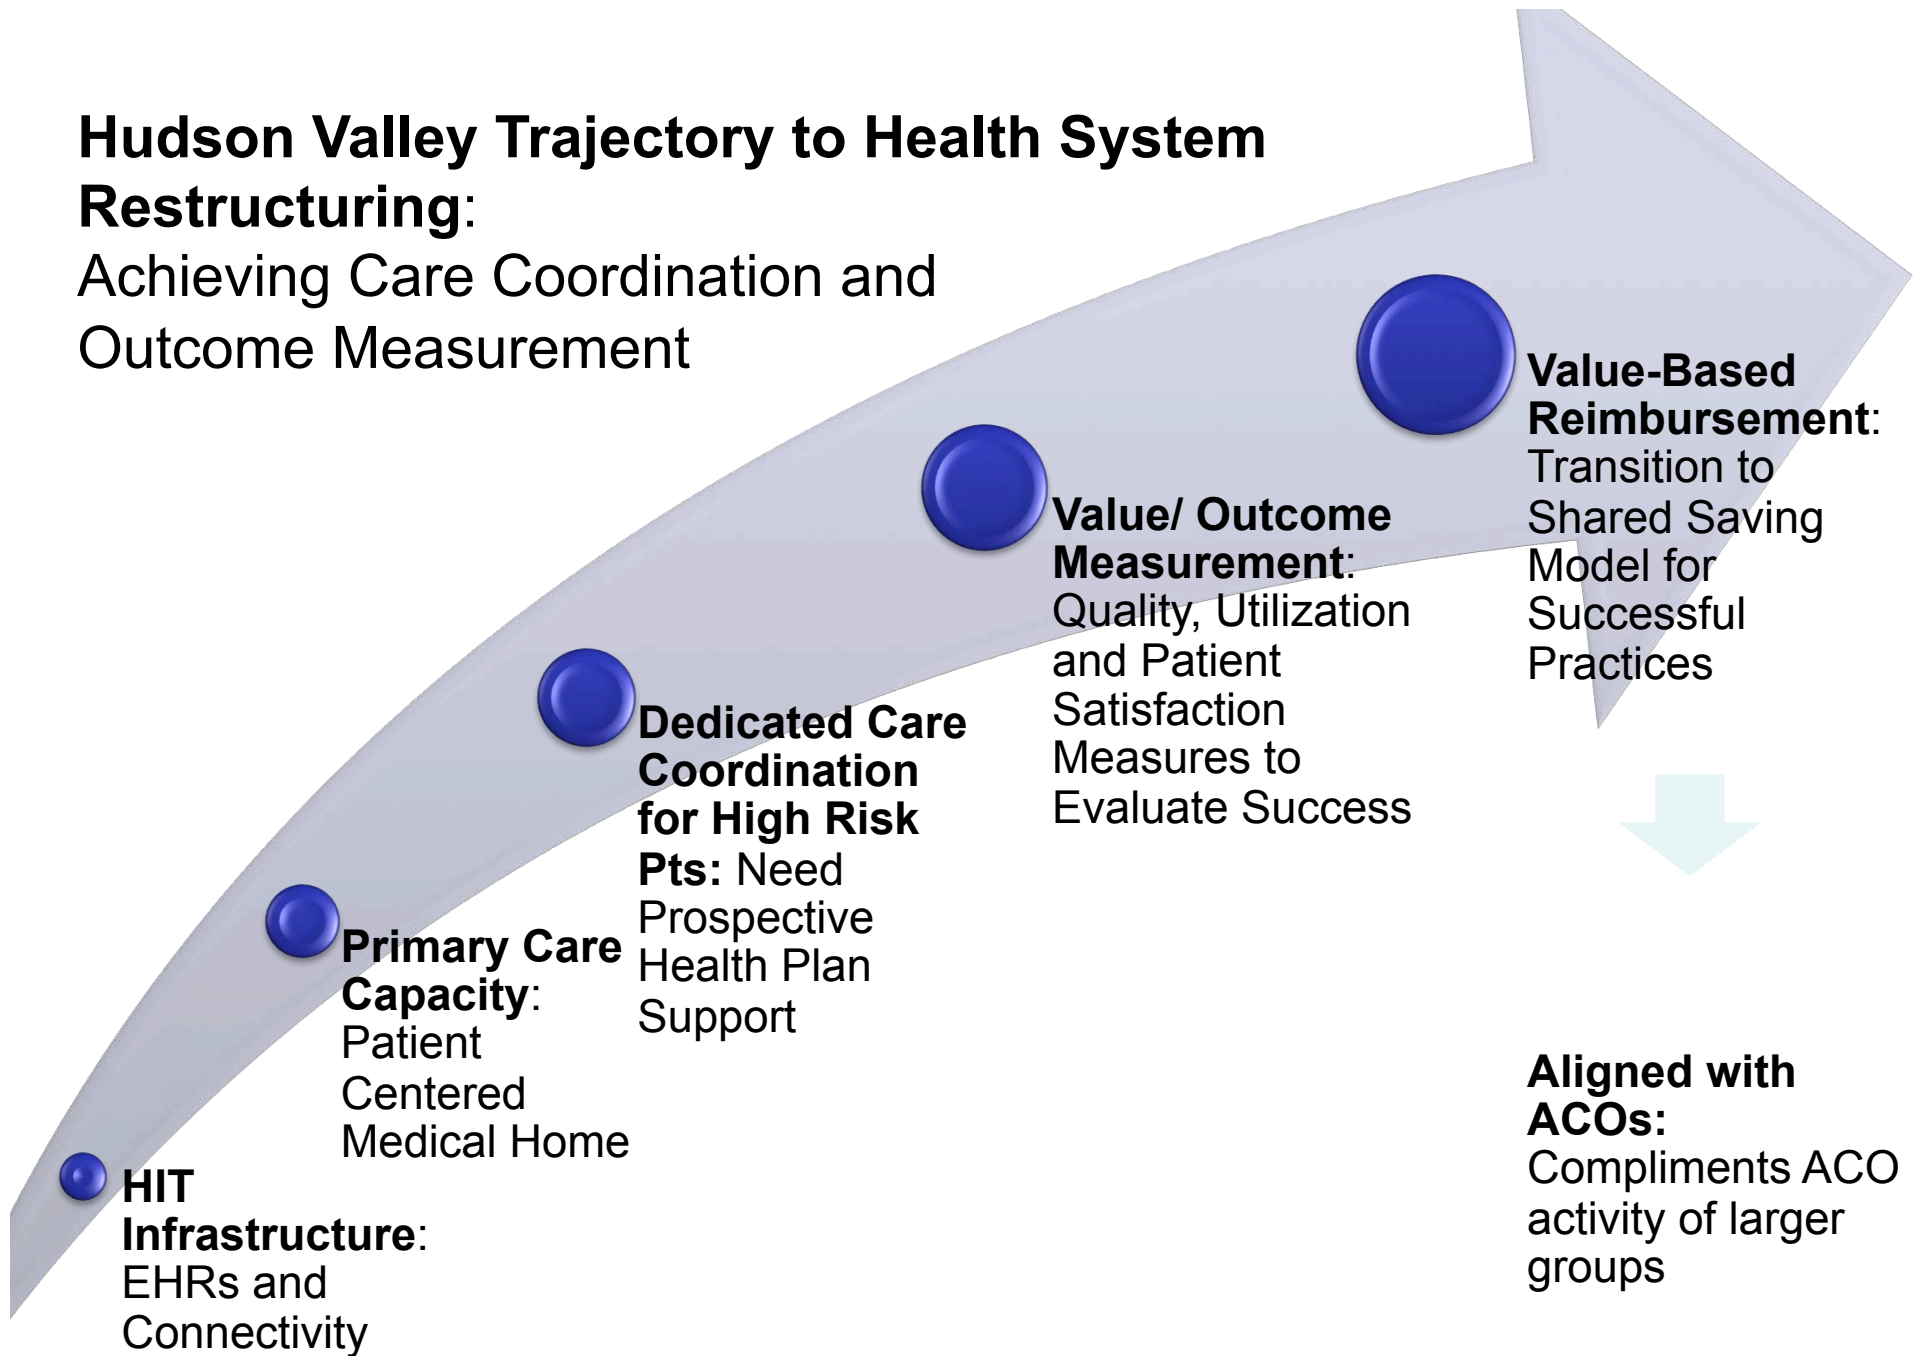 Hudson Valley Trajectory to Health System
Restructuring:
Achieving Care Coordination and
Outcome Measurement
HIT
Infrastructure:
EHRs and
Connectivity
Primary Care
Capacity:
Patient
Centered
Medical Home
Dedicated Care
Coordination
for High Risk
Pts: Need
Prospective
Health Plan
Support
Value/ Outcome
Measurement:
Quality, Utilization
and Patient
Satisfaction
Measures to
Evaluate Success
Value-Based
Reimbursement:
Transition to
Shared Saving
Model for
Successful
Practices
Aligned with
ACOs:
Compliments ACO
activity of larger
groups